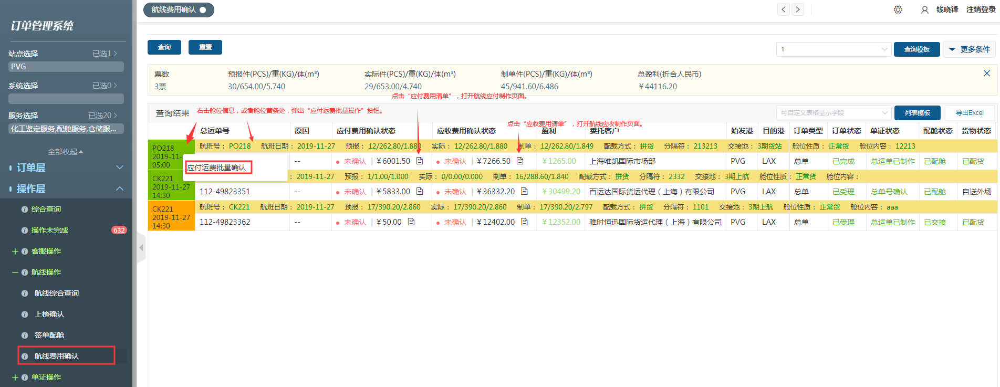 航线费用确认
钱晓锋 注销登录
订单管理系统
站点选择 已选1
PVG
系统选择 已选0
服务选择 已选20
化工鉴定服务,配舱服务,仓储服...
全部收起
订单层
操作层
综合查询
操作未完成 632
客服操作
航线操作
航线综合查询
上榜确认
签单配舱
航线费用确认
单证操作
查询 重置 1 查询模板 更多条件
票数 预报件(PCS)/重(KG)/体(m³) 实际件(PCS)/重(KG)/体(m³) 制单件(PCS)/重(KG)/体(m³) 总盈利(折合人民币)
3票 30/654.00/5.740 29/653.00/4.740 45/941.60/6.486 ¥44116.20
点击“应付费用清单”，打开航线应付制作页面。
查询结果 右击舱位信息，或者舱位黄条处，弹出“应付运费批量操作”按钮。 可自定义表格显示字段 列表模板 导出Excel
点击“应收费用清单”，打开航线应收制作页面。
总运单号 原因 应付费用确认状态 应收费用确认状态 盈利 委托客户 始发港 目的港 订单类型 订单状态 单证状态 配舱状态 货物状态
PO218
2019-11-
05:00
航班号： PO218 航班日期： 2019-11-27 预报： 12/262.80/1.880 实际： 12/262.80/1.880 制单： 12/262.80/1.849 配载方式： 拼货 分隔符： 213213 交接地： 3期货站 舱位性质： 正常货 舱位内容： 12213
应付运费批量确认
-- 未确认 | ¥6001.50 未确认 | ¥7266.50 ¥1265.00 上海唯凯国际市场部 PVG LAX 总单 已完成 总运单已制作 已配舱 已配货
CK221
2019-11-27
14:30
： 2019-11-27 预报： 1/1.00/1.000 实际： 0/0.00/0.000 制单： 16/288.60/1.840 配载方式： 拼货 分隔符： 2332 交接地： 3期上航 舱位性质： 正常货 舱位内容：
112-49823351 -- 未确认 | ¥5833.00 未确认 | ¥36332.20 ¥30499.20 百运达国际货运代理（上海）有限公司 PVG LAX 总单 已受理 总单号确认 已配舱 自送外场
CK221
2019-11-27
14:30
航班号： CK221 航班日期： 2019-11-27 预报： 17/390.20/2.860 实际： 17/390.20/2.860 制单： 17/390.20/2.797 配载方式： 拼货 分隔符： 1101 交接地： 3期上航 舱位性质： 正常货 舱位内容： aaa
112-49823362 -- 未确认 | ¥50.00 未确认 | ¥12402.00 ¥12352.00 雅时恒迅国际货运代理（上海）有限公司 PVG LAX 总单 已受理 总运单已制作 已交接 已配货